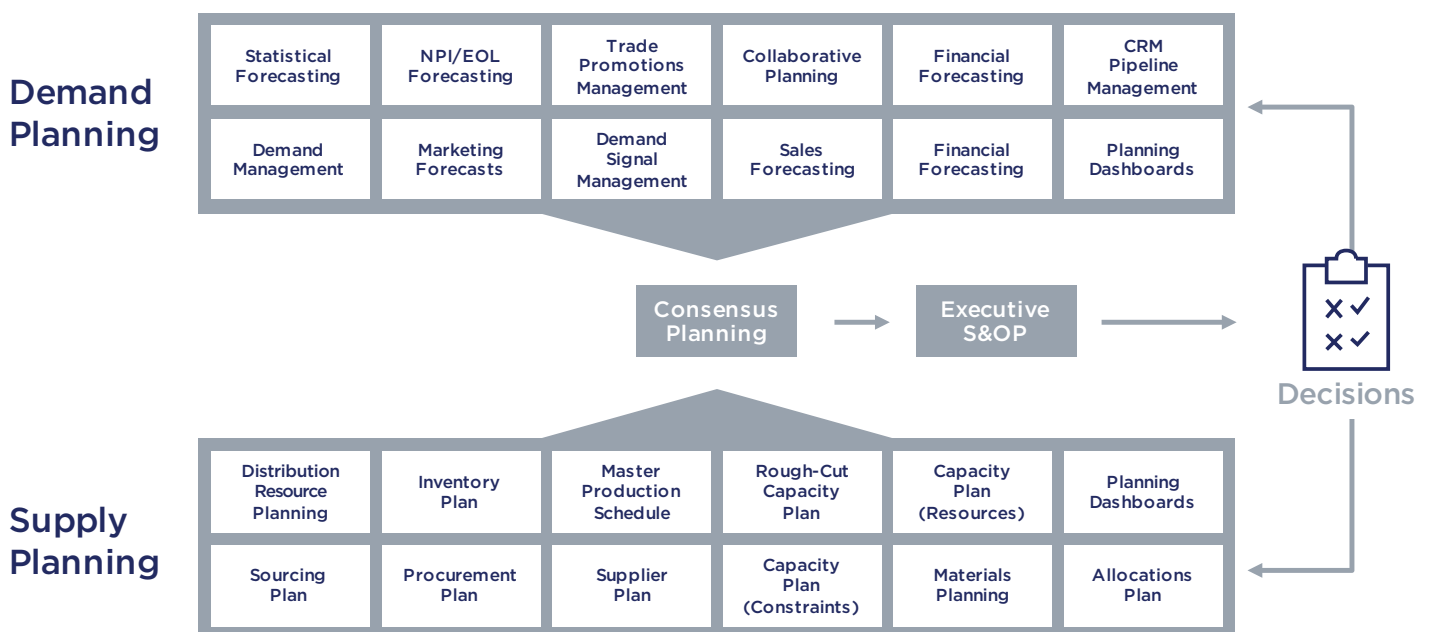 Demand
Planning
Statistical
Forecasting
NPI/EOL
Forecasting
Trade
Promotions
Management
Collaborative
Planning
Financial
Forecasting
CRM
Pipeline
Management
Demand
Management
Marketing
Forecasts
Demand
Signal
Management
Sales
Forecasting
Financial
Forecasting
Planning
Dashboards
Consensus
Planning
Executive
S&OP
Decisions
Supply
Planning
Distribution
Resource
Planning
Inventory
Plan
Master
Production
Schedule
Rough-Cut
Capacity
Plan
Capacity
Plan
(Resources)
Planning
Dashboards
Sourcing
Plan
Procurement
Plan
Supplier
Plan
Capacity
Plan
(Constraints)
Materials
Planning
Allocations
Plan